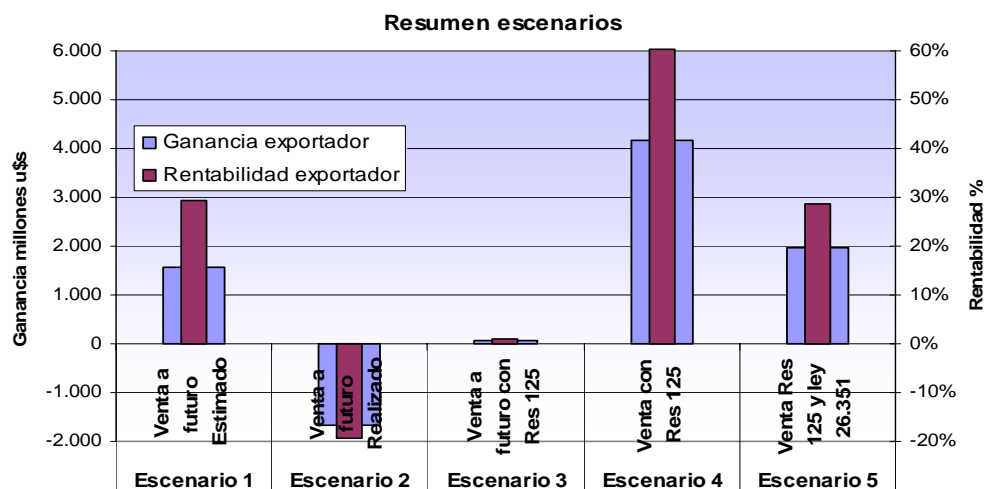 Resumen escenarios
Ganancia millones u$s
6.000
5.000
4.000
3.000
2.000
1.000
0
-1.000
-2.000
Ganancia exportador
Rentabilidad exportador
60%
50%
40%
30%
20%
10%
0%
-10%
-20%
Rentabilidad %
Venta a
futuro
Estimado
Venta a
futuro
Realizado
Venta a
futuro con
Res 125
Venta con
Res 125
Venta Res
125 y ley
26.351
Escenario 1
Escenario 2
Escenario 3
Escenario 4
Escenario 5